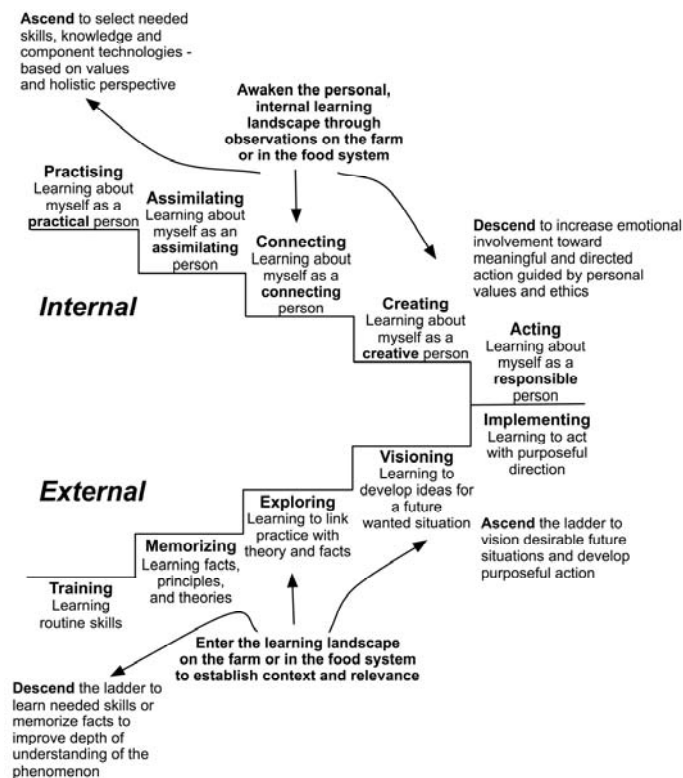 Ascend to select needed
skills, knowledge and
component technologies -
based on values
and holistic perspective
Awaken the personal,
internal learning
landscape through
observations on the farm
or in the food system
Practising
Learning about
myself as a
practical person
Assimilating
Learning about
myself as an
assimilating
person
Connecting
Learning about
myself as a
connecting
person
Creating
Learning about
myself as a
creative person
Descend to increase emotional
involvement toward
meaningful and directed
action guided by personal
values and ethics
Acting
Learning about
myself as a
responsible
person
Internal
External
Training
Learning
routine skills
Memorizing
Learning facts,
principles,
and theories
Exploring
Learning to link
practice with
theory and facts
Visioning
Learning to
develop ideas for
a future
wanted situation
Implementing
Learning to act
with purposeful
direction
Ascend the ladder to
vision desirable future
situations and develop
purposeful action
Enter the learning landscape
on the farm or in the food system
to establish context and relevance
Descend the ladder to
learn needed skills or
memorize facts to
improve depth of
understanding of the
phenomenon